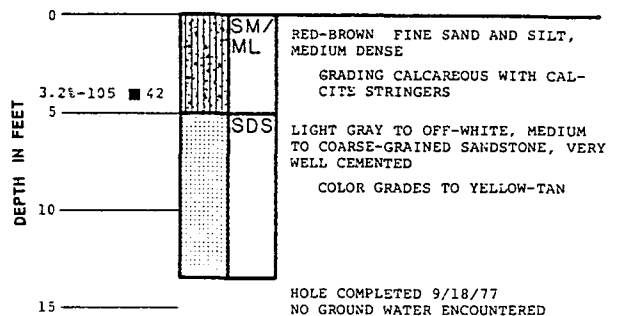 0
SM/
ML
RED-BROWN FINE SAND AND SILT,
MEDIUM DENSE
GRADING CALCAREOUS WITH CAL-
CITE STRINGERS
3.2%-105 ■ 42
5
SDS
LIGHT GRAY TO OFF-WHITE, MEDIUM
TO COARSE-GRAINED SANDSTONE, VERY
WELL CEMENTED
COLOR GRADES TO YELLOW-TAN
DEPTH IN FEET
10
HOLE COMPLETED 9/18/77
15
NO GROUND WATER ENCOUNTERED